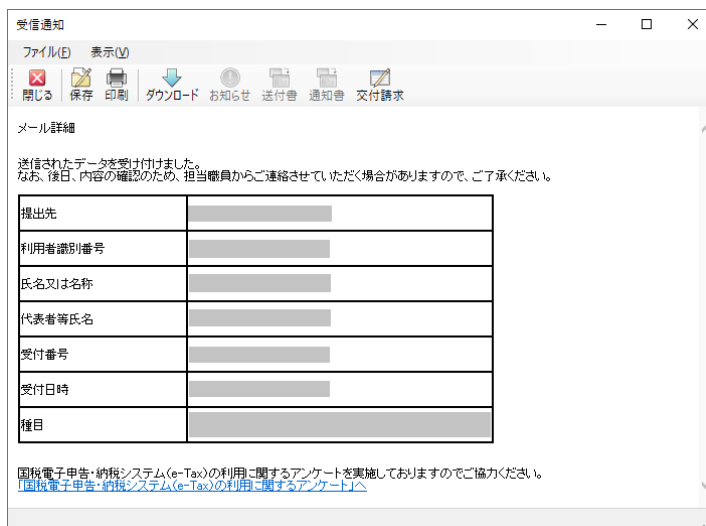 受信通知
ファイル(F) 表示(V)
閉じる 保存 印刷 ダウンロード お知らせ 送付書 通知書 交付請求
メール詳細
送信されたデータを受け付けました。
なお、後日、内容の確認のため、担当職員からご連絡させていただく場合がありますので、ご了承ください。
提出先
利用者識別番号
氏名又は名称
代表者等氏名
受付番号
受付日時
種目
国税電子申告・納税システム(e-Tax)の利用に関するアンケートを実施しておりますのでご協力ください。
「国税電子申告・納税システム(e-Tax)の利用に関するアンケート」へ